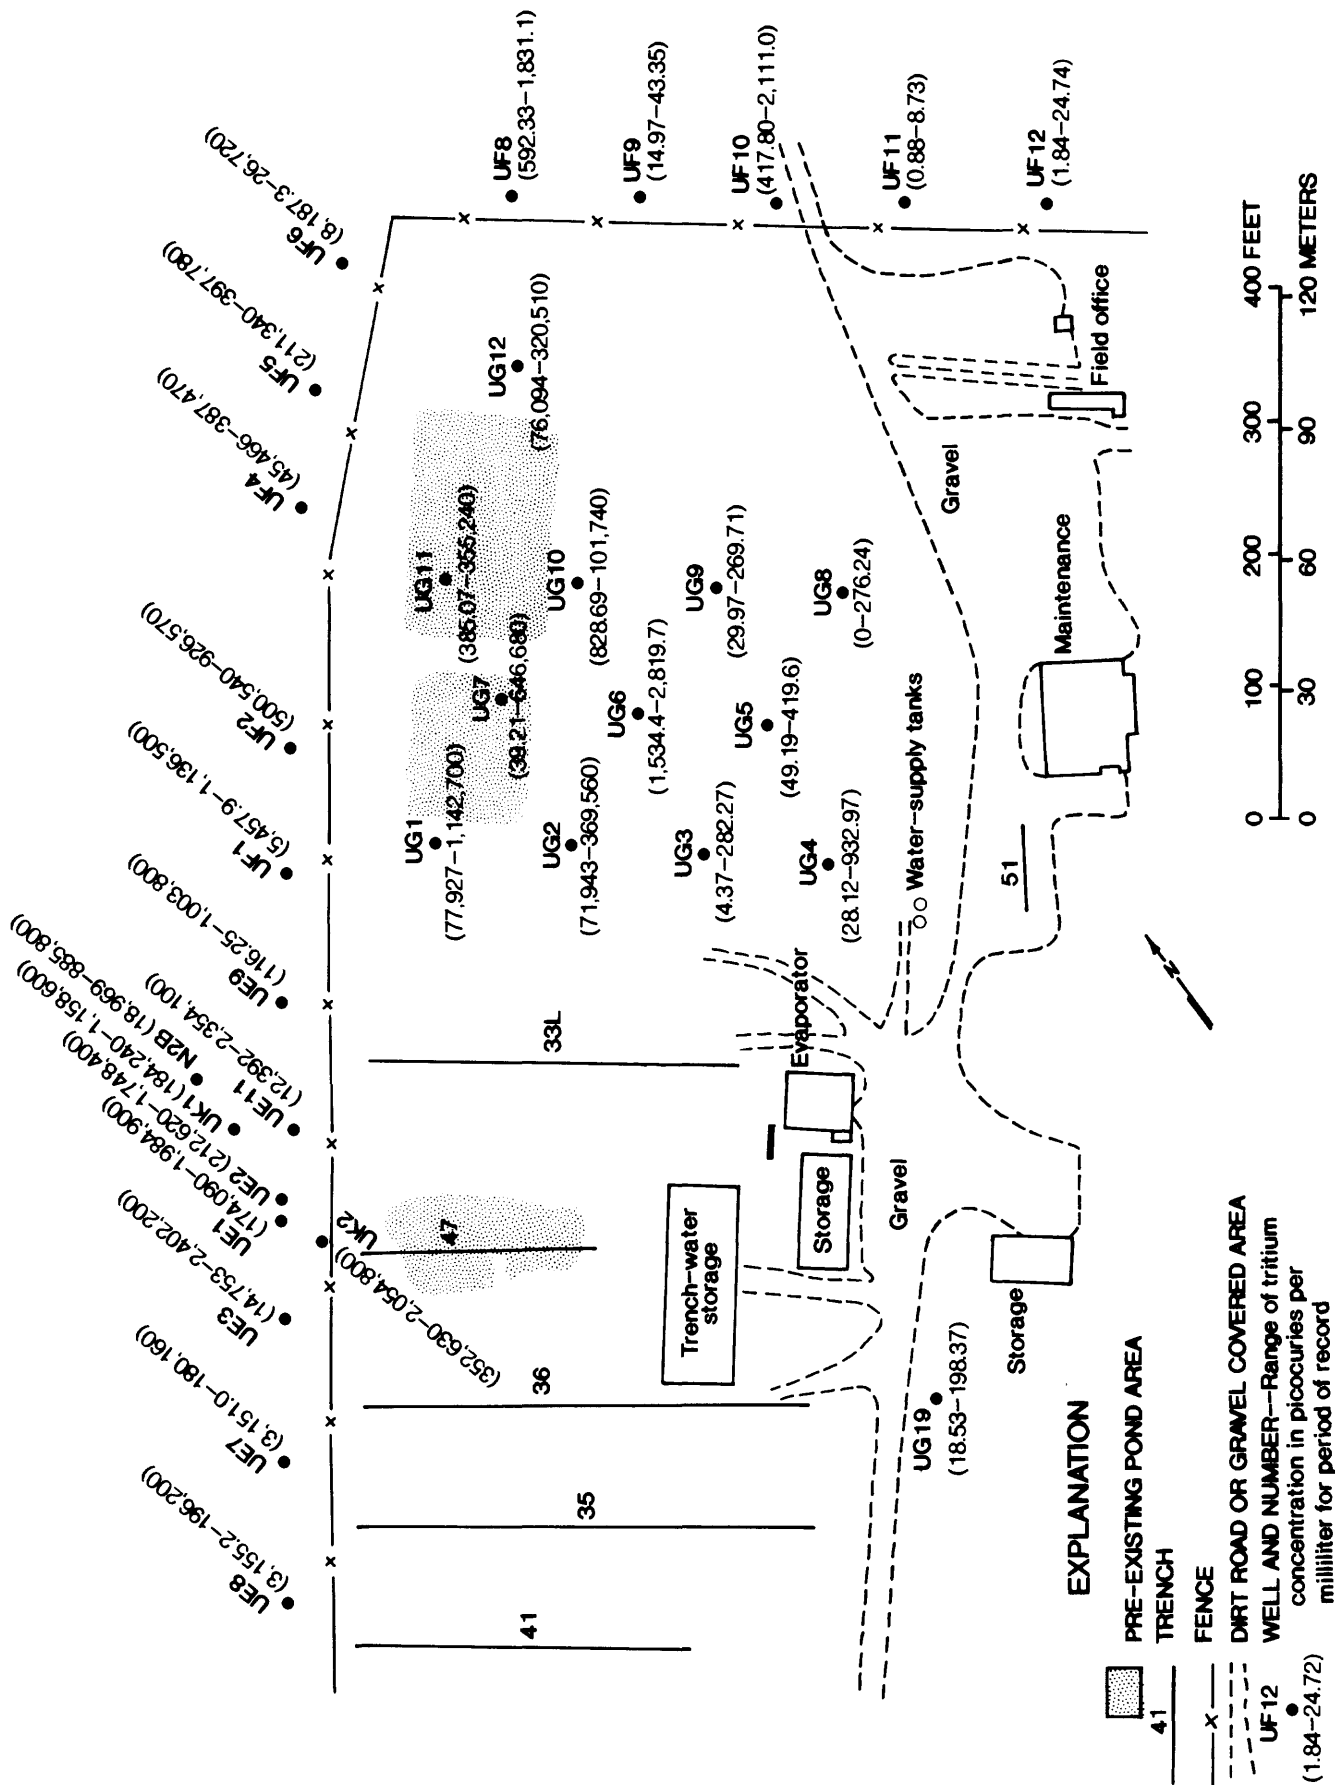 UE8
(3,155.2–196,200)
UE7
(3,151.0–180,160)
UE3
(14,753–2,402,200)
UE1
(174,090–1,984,900)
UE2 (212,620–1,748,400)
UK1 (184,240–1,158,600)
N2B (18,969–885,800)
UE11
(12,392–2,354,100)
UE9
(116.25–1,003,800)
UF1
(5,457.9–1,136,500)
UF2
(500,540–926,570)
UF4
(45,466–387,470)
UF5
(211,340–397,780)
UF6
(8,187.3–26,720)
UK2
(352,630–2,054,800)
41
35
36
47
33L
UG1
(77,927–1,142,700)
UG7
(39.21–646,680)
UG11
(385.07–355,240)
UG12
(76,094–320,510)
UF8
(592.33–1,831.1)
UG2
(71,943–369,560)
UG6
(1,534.4–2,819.7)
UG10
(828.69–101,740)
UF9
(14.97–43.35)
UG3
(4.37–282.27)
UG5
(49.19–419.6)
UG9
(29.97–269.71)
UF10
(417.80–2,111.0)
UG4
(28.12–932.97)
UG8
(0–276.24)
UF11
(0.88–8.73)
UF12
(1.84–24.74)
Trench-water
storage
Storage
Evaporator
Water-supply tanks
Gravel
Gravel
UG19
(18.53–198.37)
Storage
51
Maintenance
Field office
N
EXPLANATION
PRE-EXISTING POND AREA
41
TRENCH
FENCE
DIRT ROAD OR GRAVEL COVERED AREA
UF12
(1.84–24.72)
WELL AND NUMBER--Range of tritium
concentration in picocuries per
milliliter for period of record
0 100 200 300 400 FEET
0 30 60 90 120 METERS